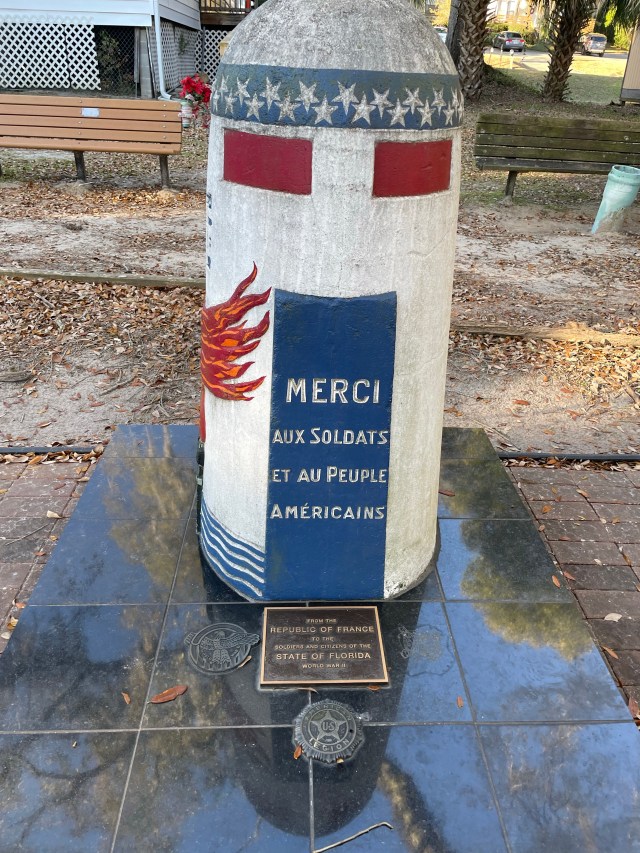 MERCI
AUX SOLDATS
ET AU PEUPLE
AMÉRICAINS
FROM THE
REPUBLIC OF FRANCE
TO THE
SOLDIERS AND CITIZENS OF THE
STATE OF FLORIDA
WORLD WAR II
U.S.
LEGION